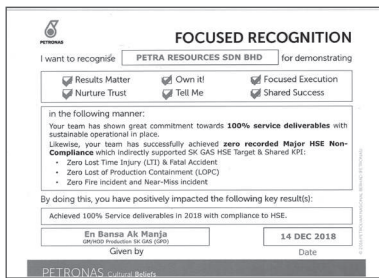 PETRONAS
FOCUSED RECOGNITION
I want to recognise PETRA RESOURCES SDN BHD for demonstrating
Results Matter Own it! Focused Execution
Nurture Trust Tell Me Shared Success
in the following manner:
Your team has shown great commitment towards 100% service deliverables with
sustainable operational in place.
Likewise, your team has successfully achieved zero recorded Major HSE Non-
Compliance which indirectly supported SK GAS HSE Target & Shared KPI:
• Zero Lost Time Injury (LTI) & Fatal Accident
• Zero Lost of Production Containment (LOPC)
• Zero Fire incident and Near-Miss incident
By doing this, you have positively impacted the following key result(s):
Achieved 100% Service deliverables in 2018 with compliance to HSE.
En Bansa Ak Manja 14 DEC 2018
GM/HOD Production SK GAS (GPD)
Given by Date
PETRONAS Cultural Beliefs